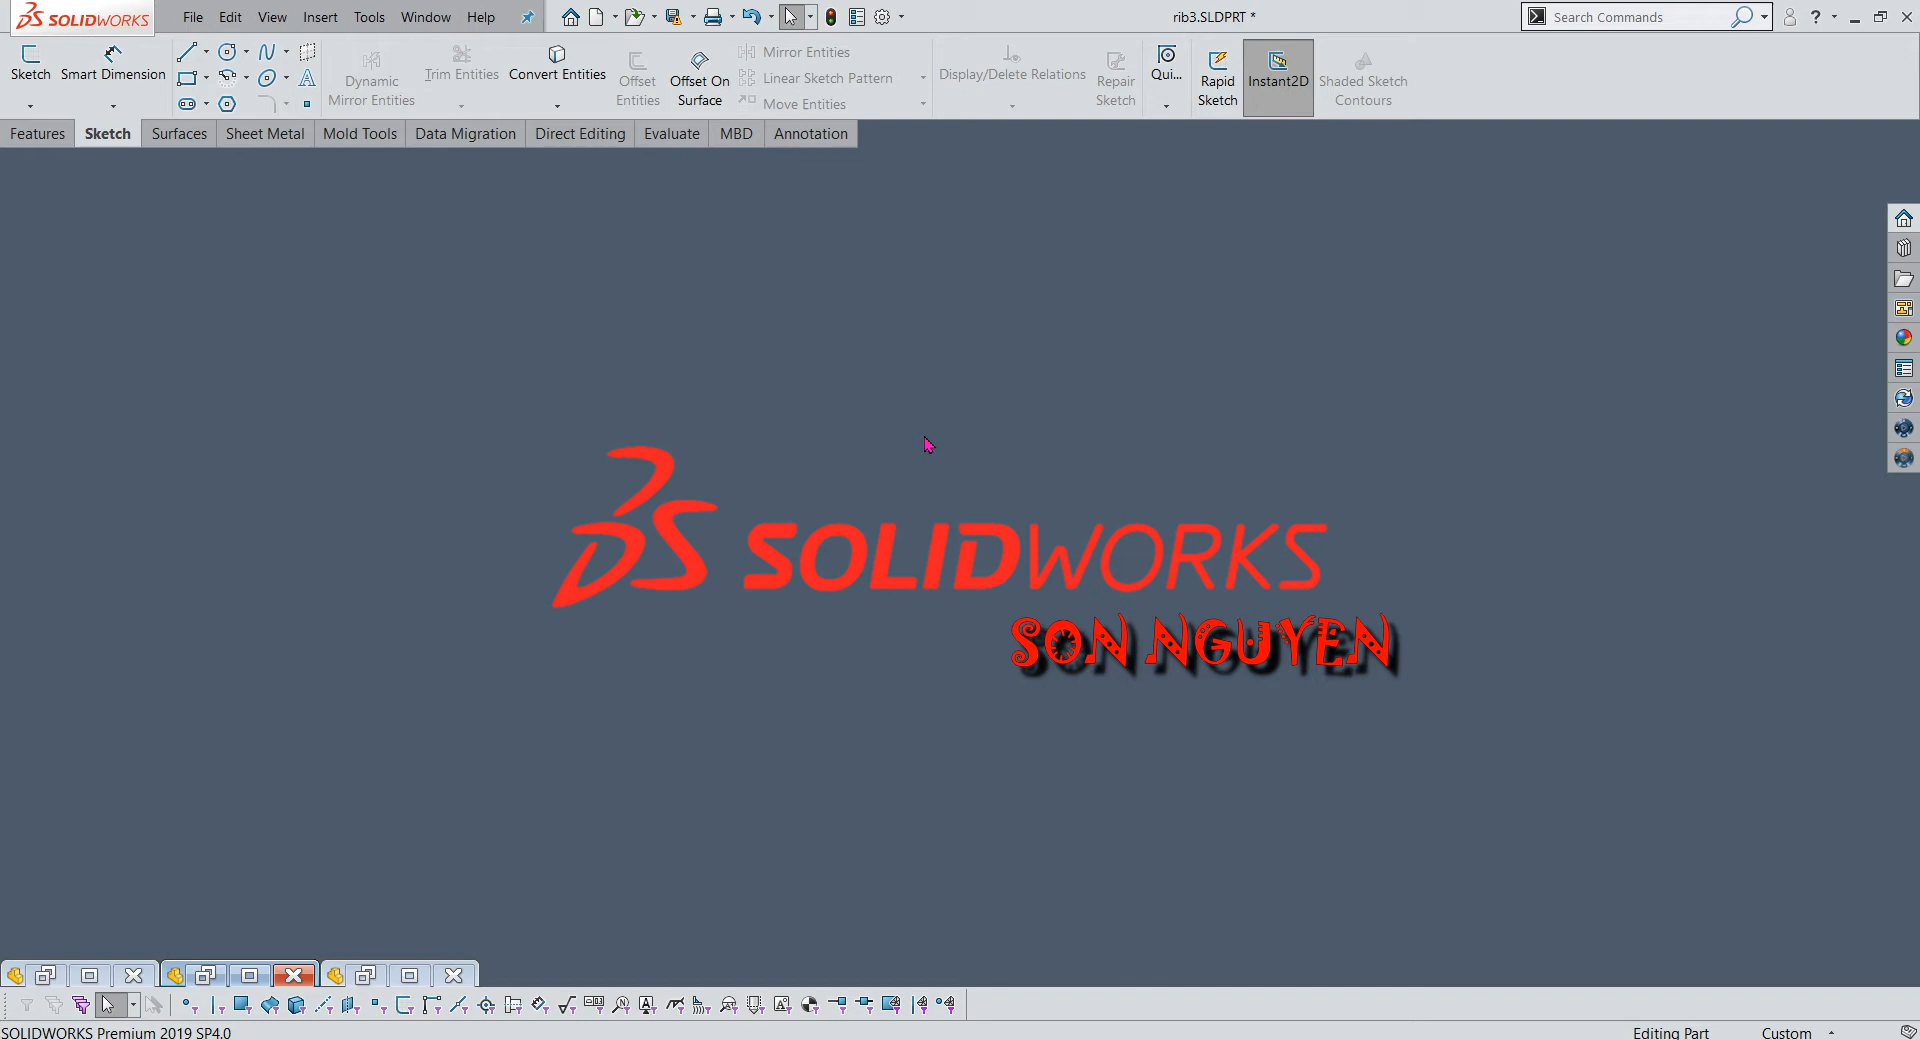 SOLIDWORKS File Edit View Insert Tools Window Help rib3.SLDPRT * Search Commands ?
Sketch Smart Dimension Dynamic Mirror Entities Trim Entities Convert Entities Offset Entities Offset On Surface Mirror Entities Display/Delete Relations Repair Sketch Qui... Rapid Sketch Instant2D Shaded Sketch Contours
Linear Sketch Pattern
Move Entities
Features Sketch Surfaces Sheet Metal Mold Tools Data Migration Direct Editing Evaluate MBD Annotation
SOLIDWORKS
SON NGUYEN
SOLIDWORKS Premium 2019 SP4.0 Editing Part Custom